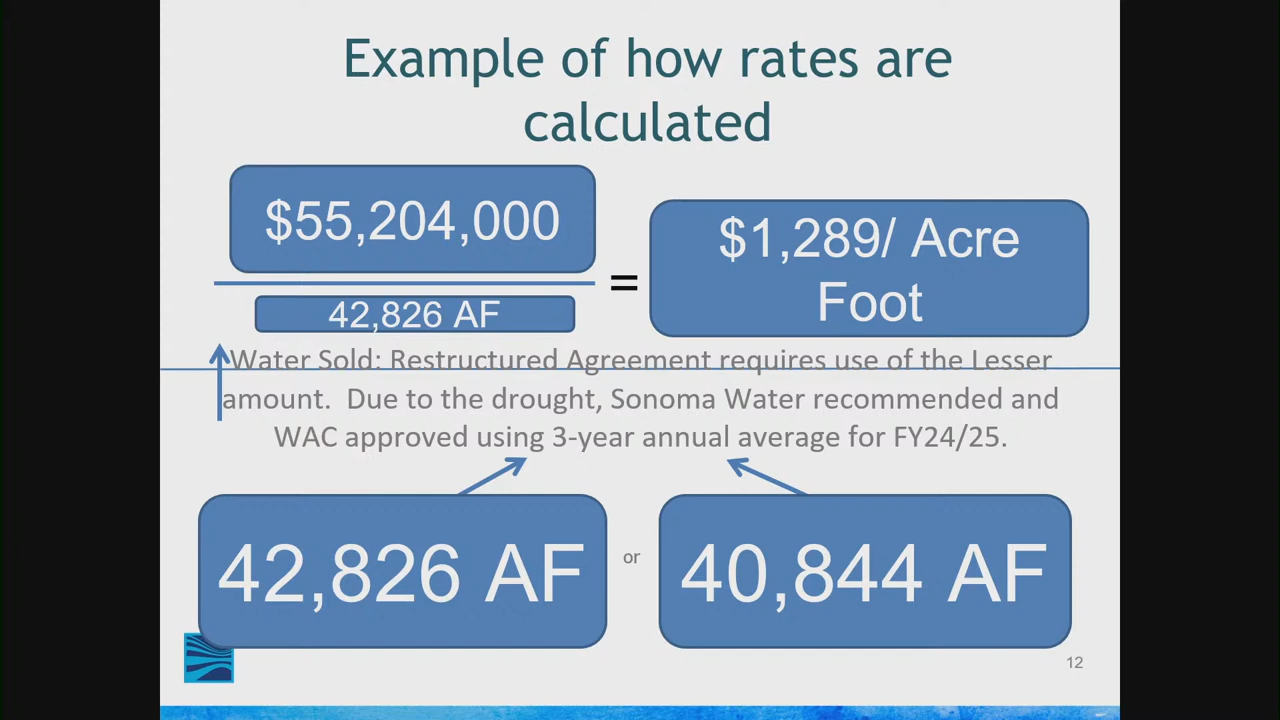 Example of how rates are
calculated
$55,204,000
42,826 AF
=
$1,289/ Acre
Foot
Water Sold: Restructured Agreement requires use of the Lesser
amount.  Due to the drought, Sonoma Water recommended and
WAC approved using 3-year annual average for FY24/25.
42,826 AF
or
40,844 AF
12